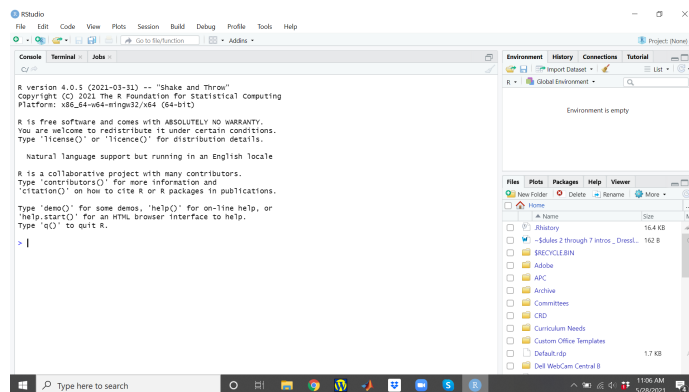 RStudio
File Edit Code View Plots Session Build Debug Profile Tools Help
Go to file/function Addins
Project: (None)
Console Terminal Jobs
C:/
R version 4.0.5 (2021-03-31) -- "Shake and Throw"
Copyright (C) 2021 The R Foundation for Statistical Computing
Platform: x86_64-w64-mingw32/x64 (64-bit)
R is free software and comes with ABSOLUTELY NO WARRANTY.
You are welcome to redistribute it under certain conditions.
Type 'license()' or 'licence()' for distribution details.
Natural language support but running in an English locale
R is a collaborative project with many contributors.
Type 'contributors()' for more information and
'citation()' on how to cite R or R packages in publications.
Type 'demo()' for some demos, 'help()' for on-line help, or
'help.start()' for an HTML browser interface to help.
Type 'q()' to quit R.
>
Environment History Connections Tutorial
Import Dataset List
R Global Environment
Environment is empty
Files Plots Packages Help Viewer
New Folder Delete Rename More
Home
Name Size
.Rhistory 16.4 KB
~$dules 2 through 7 intros _ Dressl... 162 B
$RECYCLE.BIN
Adobe
APC
Archive
Committees
CRD
Curriculum Needs
Custom Office Templates
Default.rdp 1.7 KB
Dell WebCam Central B
Type here to search
11:06 AM
5/28/2021